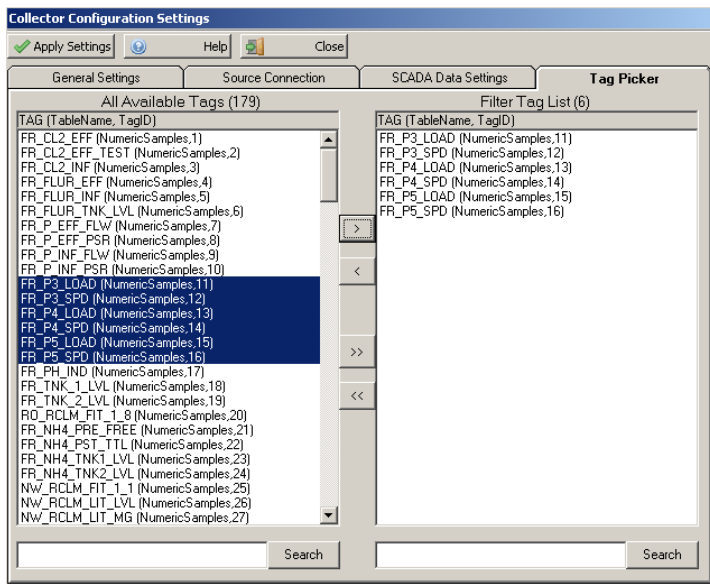 Collector Configuration Settings
Apply Settings Help Close
General Settings Source Connection SCADA Data Settings Tag Picker
All Available Tags (179)
TAG (TableName, TagID)
FR_CL2_EFF (NumericSamples,1)
FR_CL2_EFF_TEST (NumericSamples,2)
FR_CL2_INF (NumericSamples,3)
FR_FLUR_EFF (NumericSamples,4)
FR_FLUR_INF (NumericSamples,5)
FR_FLUR_TNK_LVL (NumericSamples,6)
FR_P_EFF_FLW (NumericSamples,7)
FR_P_EFF_PSR (NumericSamples,8)
FR_P_INF_FLW (NumericSamples,9)
FR_P_INF_PSR (NumericSamples,10)
FR_P3_LOAD (NumericSamples,11)
FR_P3_SPD (NumericSamples,12)
FR_P4_LOAD (NumericSamples,13)
FR_P4_SPD (NumericSamples,14)
FR_P5_LOAD (NumericSamples,15)
FR_P5_SPD (NumericSamples,16)
FR_PH_IND (NumericSamples,17)
FR_TNK_1_LVL (NumericSamples,18)
FR_TNK_2_LVL (NumericSamples,19)
RO_RCLM_FIT_1_8 (NumericSamples,20)
FR_NH4_PRE_FREE (NumericSamples,21)
FR_NH4_PST_TTL (NumericSamples,22)
FR_NH4_TNK1_LVL (NumericSamples,23)
FR_NH4_TNK2_LVL (NumericSamples,24)
NW_RCLM_FIT_1_1 (NumericSamples,25)
NW_RCLM_LIT_LVL (NumericSamples,26)
NW_RCLM_LIT_MG (NumericSamples,27)
Search
>
<
>>
<<
Filter Tag List (6)
TAG (TableName, TagID)
FR_P3_LOAD (NumericSamples,11)
FR_P3_SPD (NumericSamples,12)
FR_P4_LOAD (NumericSamples,13)
FR_P4_SPD (NumericSamples,14)
FR_P5_LOAD (NumericSamples,15)
FR_P5_SPD (NumericSamples,16)
Search